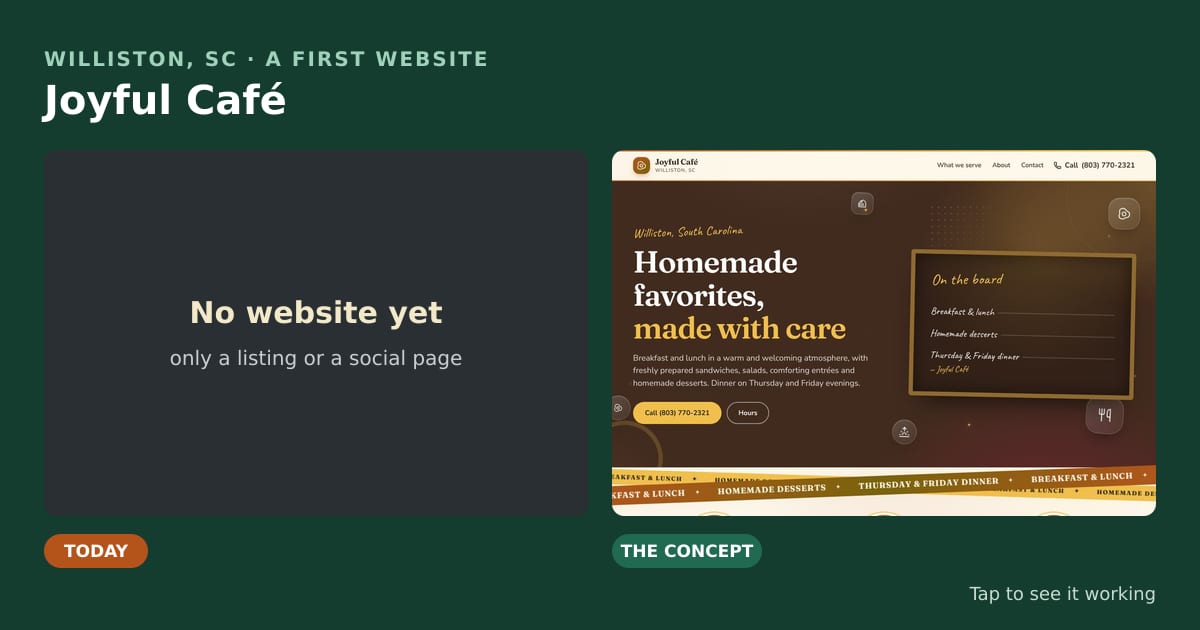 WILLISTON, SC · A FIRST WEBSITE
Joyful Café
No website yet
only a listing or a social page
TODAY
Joyful Café
WILLISTON, SC
What we serve
About
Contact
Call (803) 770-2321
Williston, South Carolina
Homemade
favorites,
made with care
Breakfast and lunch in a warm and welcoming atmosphere, with
freshly prepared sandwiches, salads, comforting entrées and
homemade desserts. Dinner on Thursday and Friday evenings.
Call (803) 770-2321
Hours
On the board
Breakfast & lunch
Homemade desserts
Thursday & Friday dinner
– Joyful Café
KFAST & LUNCH ✦ HOMEMADE DESSERTS ✦ THURSDAY & FRIDAY DINNER ✦ BREAKFAST & LUNCH ✦
THE CONCEPT
Tap to see it working